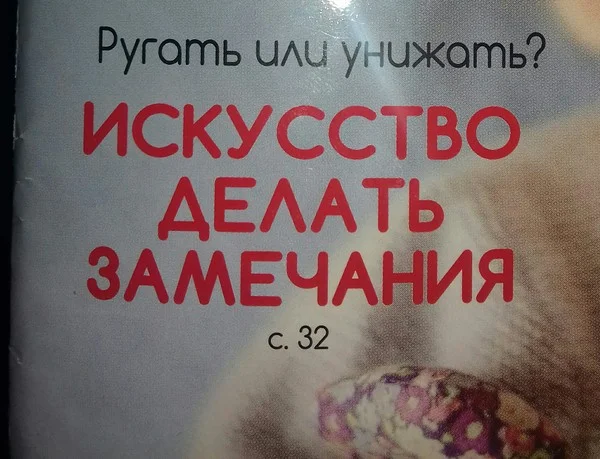 Ругать или унижать?
ИСКУССТВО
ДЕЛАТЬ
ЗАМЕЧАНИЯ
с. 32